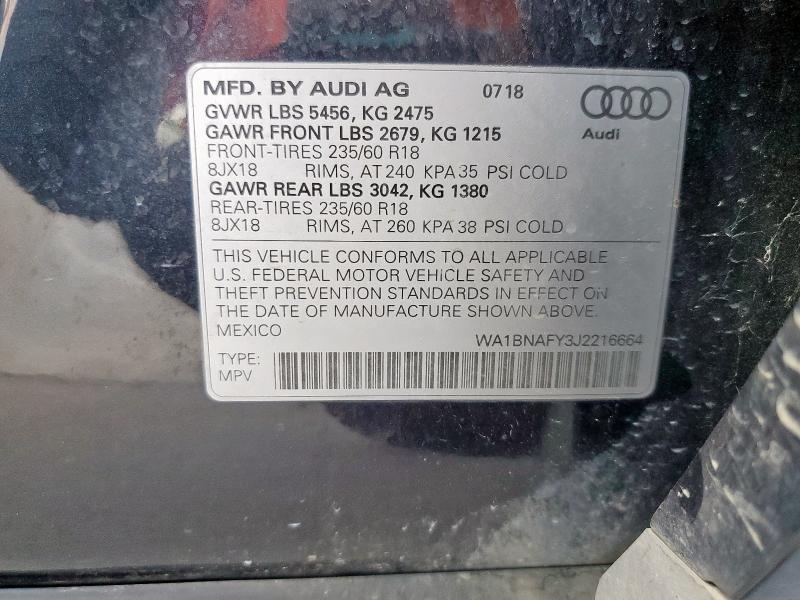 MFD. BY AUDI AG 0718
GVWR LBS 5456, KG 2475
GAWR FRONT LBS 2679, KG 1215
Audi
FRONT-TIRES 235/60 R18
8JX18 RIMS, AT 240 KPA 35 PSI COLD
GAWR REAR LBS 3042, KG 1380
REAR-TIRES 235/60 R18
8JX18 RIMS, AT 260 KPA 38 PSI COLD
THIS VEHICLE CONFORMS TO ALL APPLICABLE
U.S. FEDERAL MOTOR VEHICLE SAFETY AND
THEFT PREVENTION STANDARDS IN EFFECT ON
THE DATE OF MANUFACTURE SHOWN ABOVE.
MEXICO
WA1BNAFY3J2216664
TYPE:
MPV